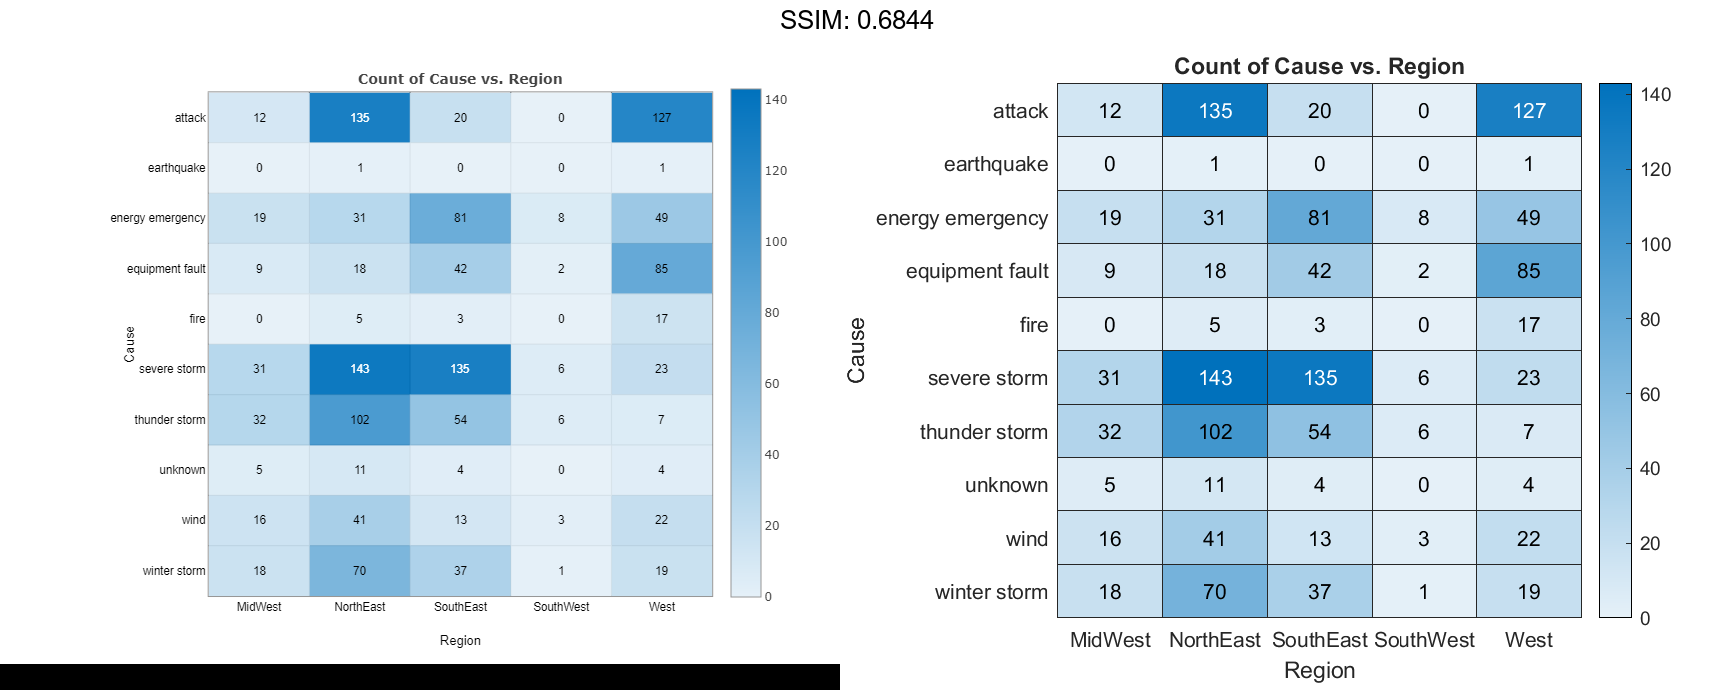 SSIM: 0.6844
Count of Cause vs. Region
attack 12 135 20 0 127
earthquake 0 1 0 0 1
energy emergency 19 31 81 8 49
equipment fault 9 18 42 2 85
fire 0 5 3 0 17
Cause
severe storm 31 143 135 6 23
thunder storm 32 102 54 6 7
unknown 5 11 4 0 4
wind 16 41 13 3 22
winter storm 18 70 37 1 19
MidWest NorthEast SouthEast SouthWest West
Region
140
120
100
80
60
40
20
0
Count of Cause vs. Region
attack 12 135 20 0 127
earthquake 0 1 0 0 1
energy emergency 19 31 81 8 49
equipment fault 9 18 42 2 85
fire 0 5 3 0 17
Cause
severe storm 31 143 135 6 23
thunder storm 32 102 54 6 7
unknown 5 11 4 0 4
wind 16 41 13 3 22
winter storm 18 70 37 1 19
MidWest NorthEast SouthEast SouthWest West
Region
140
120
100
80
60
40
20
0